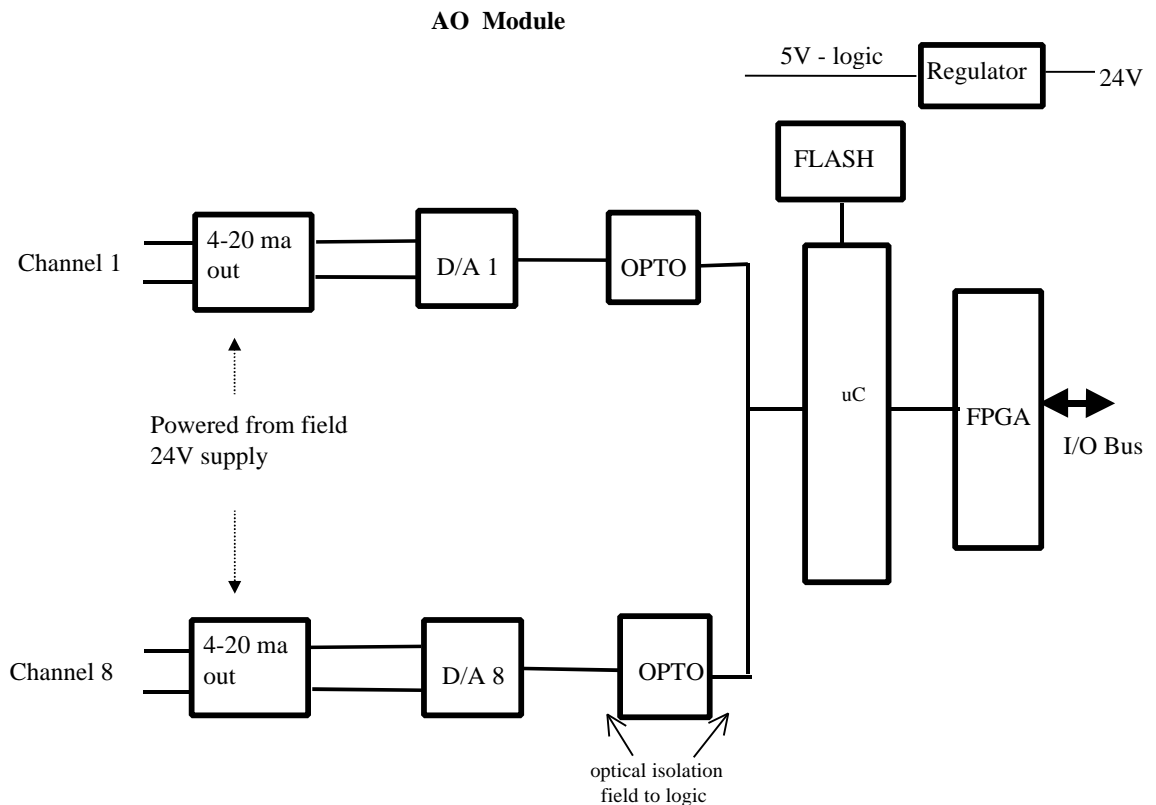 AO Module
5V - logic
Regulator
24V
FLASH
Channel 1
4-20 ma
out
D/A 1
OPTO
uC
FPGA
I/O Bus
Powered from field
24V supply
Channel 8
4-20 ma
out
D/A 8
OPTO
optical isolation
field to logic